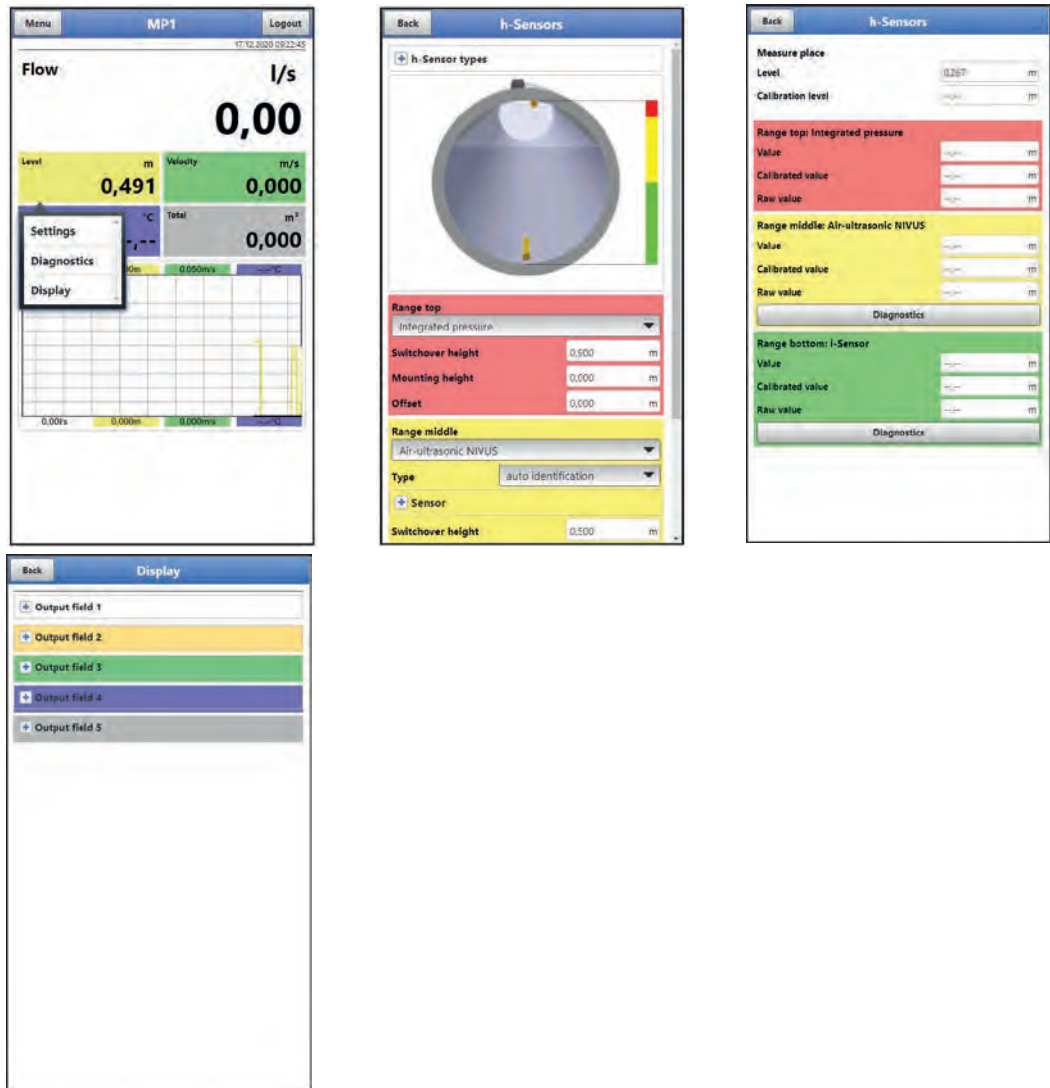 Menu MP1 Logout
17.12.2020 09:22:45
Flow l/s
0,00
Level m Velocity m/s
0,491 0,000
°C Total m³
-,-- 0,000
Settings
Diagnostics
Display
0.050m/s
0.00l/s 0.000m 0.000m/s --.--°C
Back h-Sensors
h-Sensor types
Range top
Integrated pressure
Switchover height 0,900 m
Mounting height 0,000 m
Offset 0,000 m
Range middle
Air-ultrasonic NIVUS
Type auto identification
Sensor
Switchover height 0,500 m
Back h-Sensors
Measure place
Level 0,267 m
Calibration level --,-- m
Range top: Integrated pressure
Value --,-- m
Calibrated value --,-- m
Raw value --,-- m
Range middle: Air-ultrasonic NIVUS
Value --,-- m
Calibrated value --,-- m
Raw value --,-- m
Diagnostics
Range bottom: i-Sensor
Value --,-- m
Calibrated value --,-- m
Raw value --,-- m
Diagnostics
Back Display
Output field 1
Output field 2
Output field 3
Output field 4
Output field 5